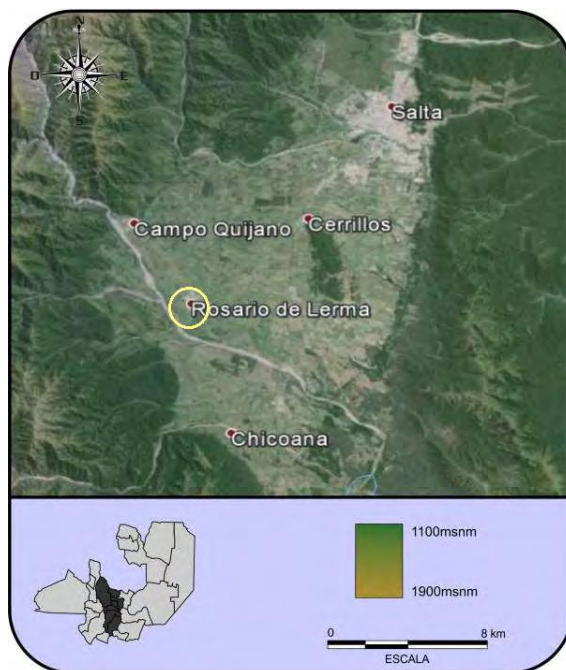 N
O
E
S
Salta
Campo Quijano
Cerrillos
Rosario de Lerma
Chicoana
1100msnm
1900msnm
0
8 km
ESCALA